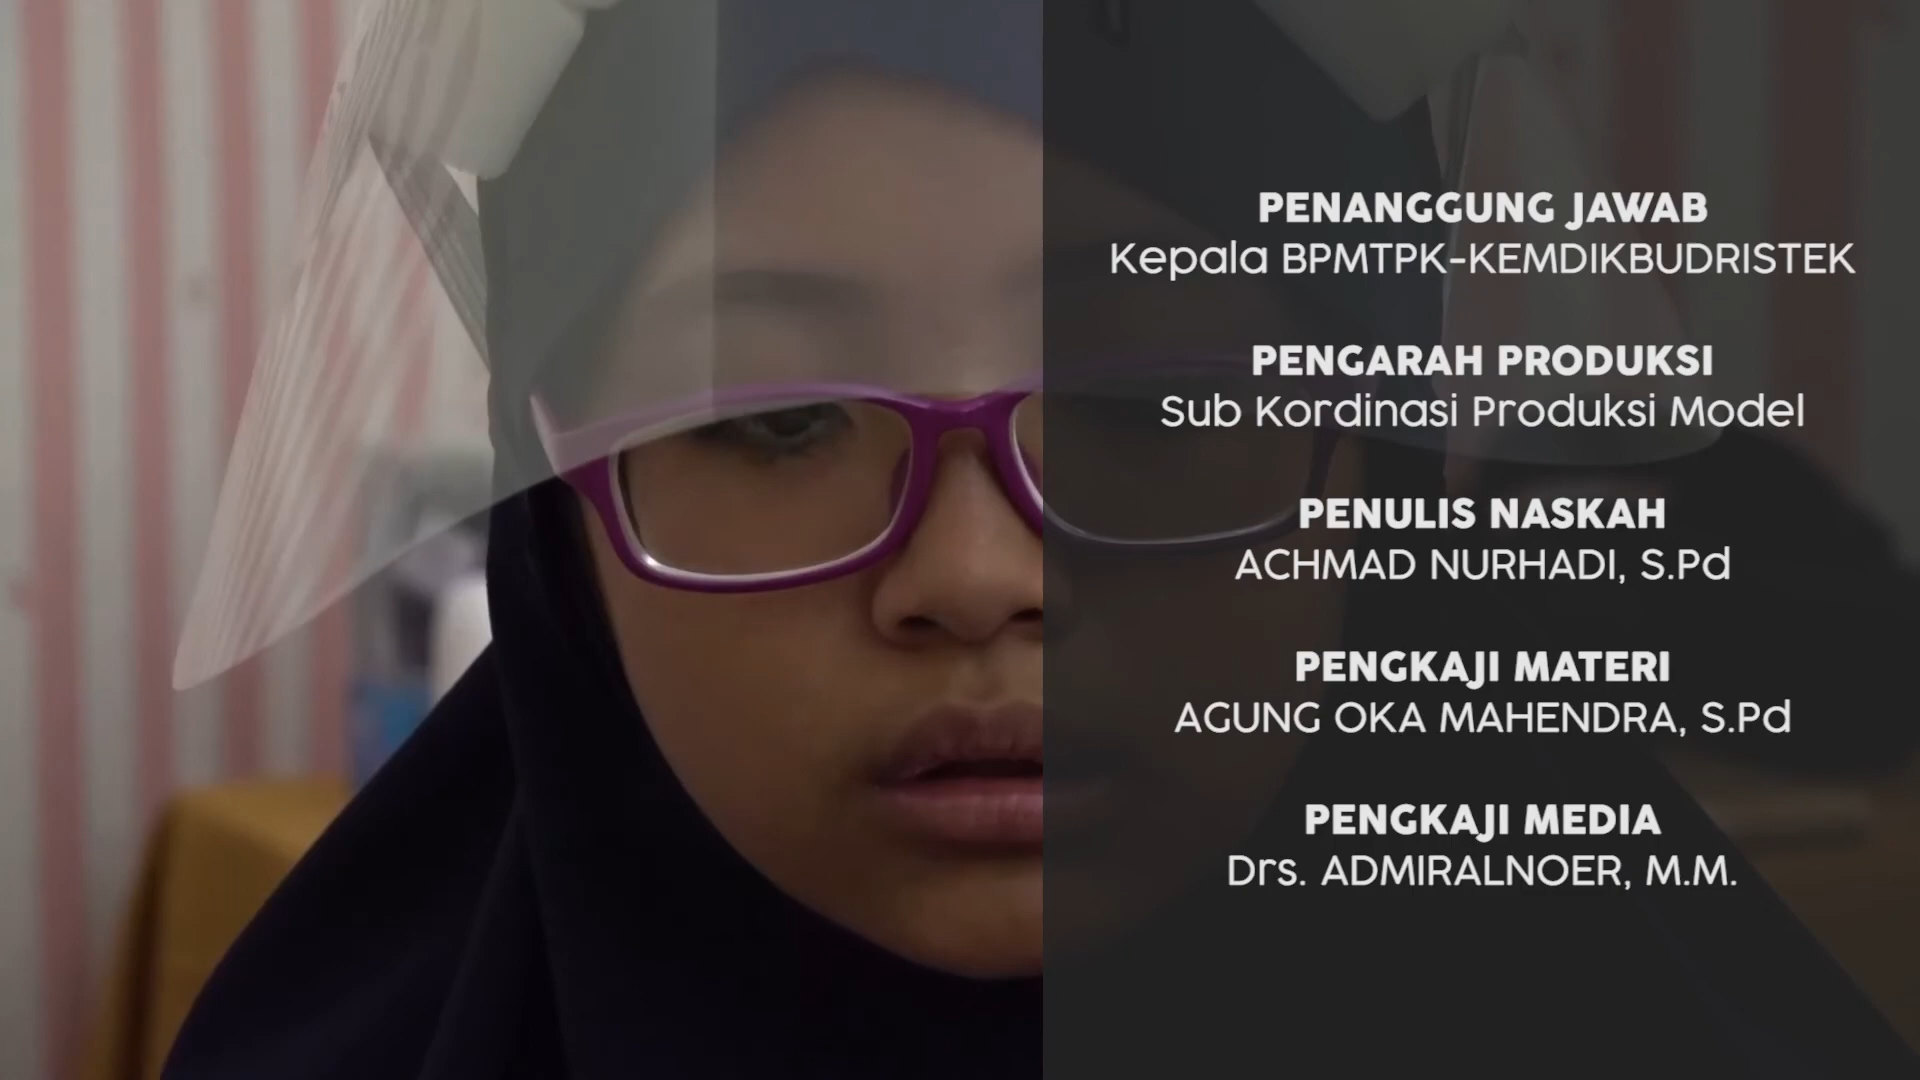 PENANGGUNG JAWAB
Kepala BPMTPK-KEMDIKBUDRISTEK
PENGARAH PRODUKSI
Sub Kordinasi Produksi Model
PENULIS NASKAH
ACHMAD NURHADI, S.Pd
PENGKAJI MATERI
AGUNG OKA MAHENDRA, S.Pd
PENGKAJI MEDIA
Drs. ADMIRALNOER, M.M.